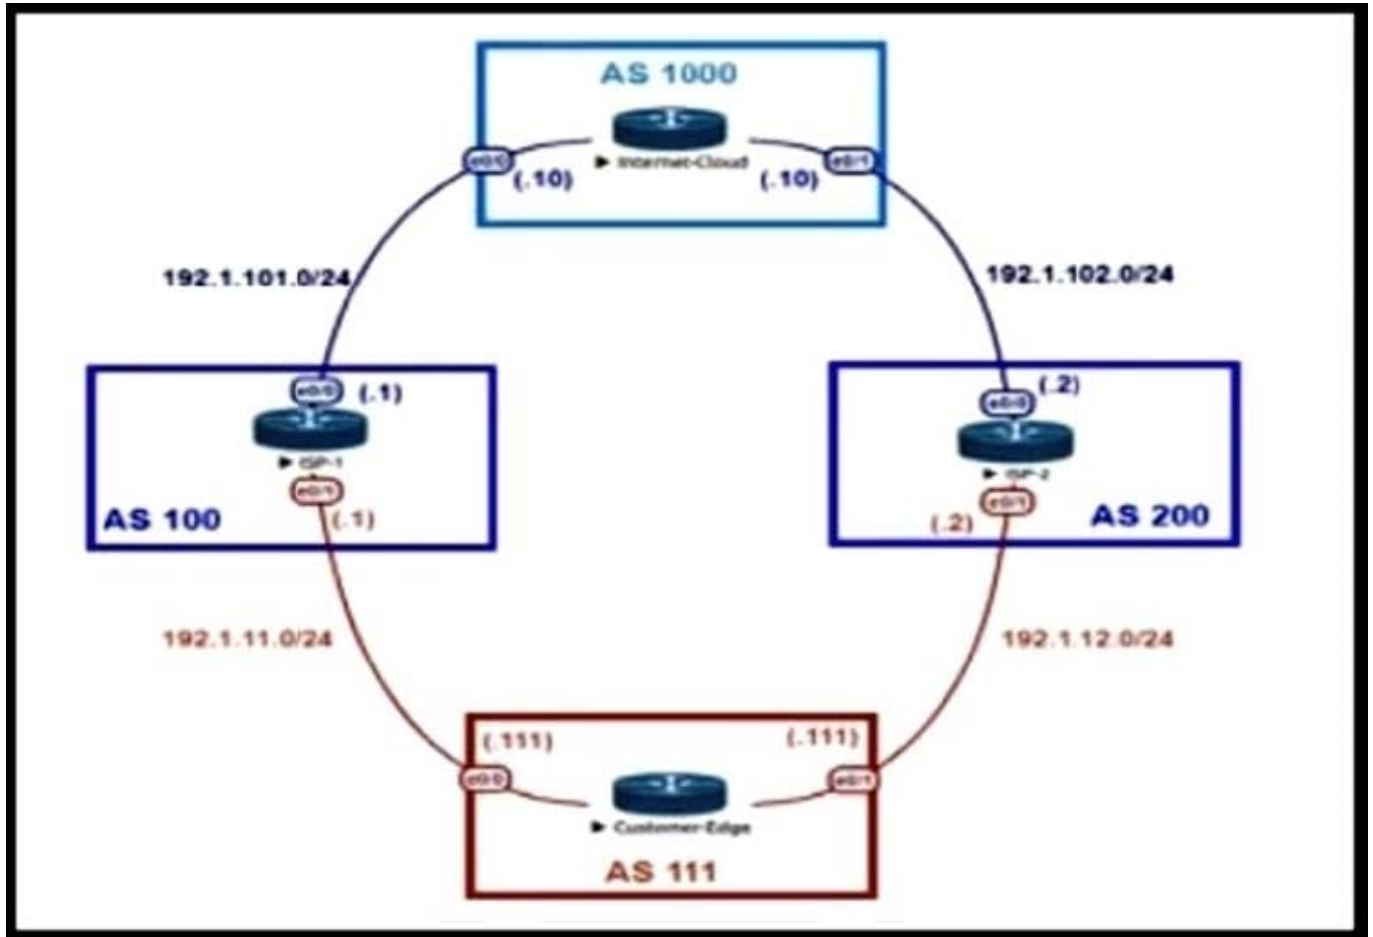 AS 1000
Internet-Cloud
e0/0
(.10)
(.10)
e0/1
192.1.101.0/24
192.1.102.0/24
e0/0
(.1)
ISP-1
e0/1
(.1)
AS 100
e0/0
(.2)
ISP-2
e0/1
(.2)
AS 200
192.1.11.0/24
192.1.12.0/24
(.111)
(.111)
e0/0
e0/1
Customer-Edge
AS 111